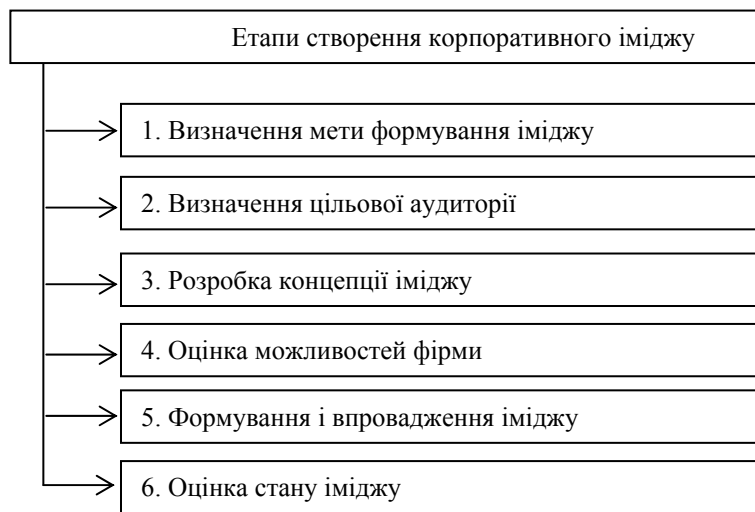 Етапи створення корпоративного іміджу
1. Визначення мети формування іміджу
2. Визначення цільової аудиторії
3. Розробка концепції іміджу
4. Оцінка можливостей фірми
5. Формування і впровадження іміджу
6. Оцінка стану іміджу